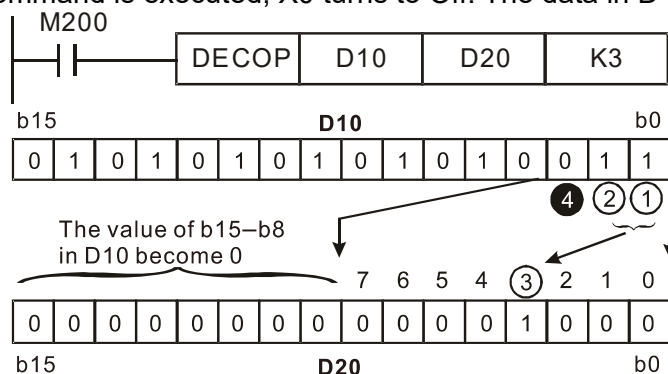 ommand is executed, X0 turns to Off. The data in D
M200
DECOP D10 D20 K3
b15 D10 b0
0 1 0 1 0 1 0 1 0 1 0 1 0 0 1 1
4 2 1
The value of b15–b8
in D10 become 0
7 6 5 4 3 2 1 0
0 0 0 0 0 0 0 0 0 0 0 0 1 0 0 0
b15 D20 b0